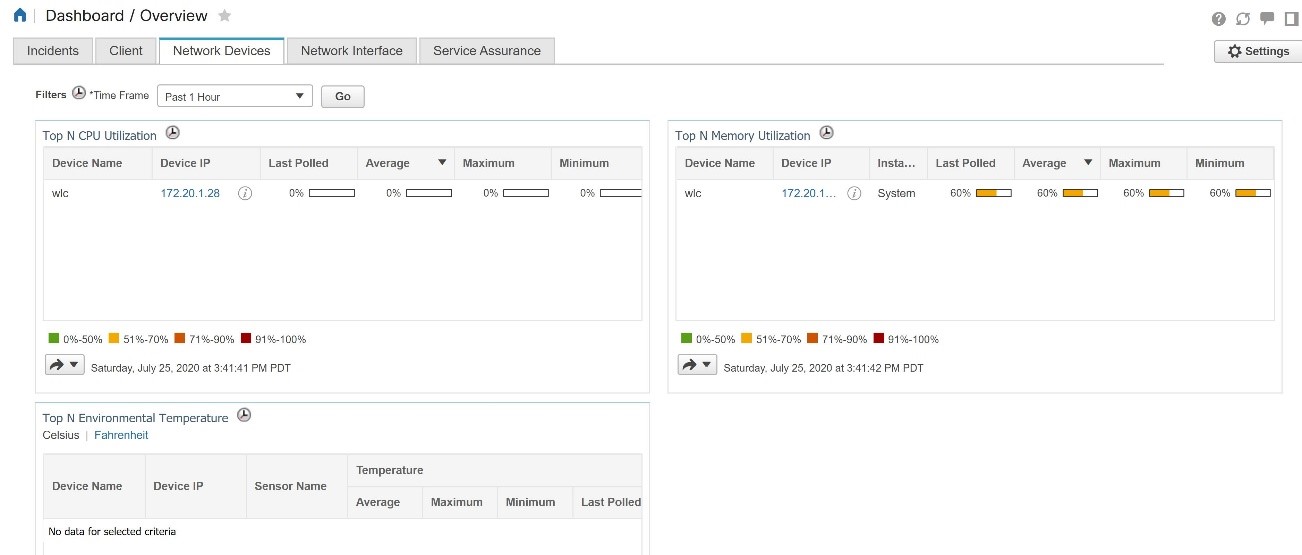 Dashboard / Overview
Incidents Client Network Devices Network Interface Service Assurance
Settings
Filters *Time Frame Past 1 Hour Go
Top N CPU Utilization
Device Name Device IP Last Polled Average Maximum Minimum
wlc 172.20.1.28 0% 0% 0% 0%
0%-50% 51%-70% 71%-90% 91%-100%
Saturday, July 25, 2020 at 3:41:41 PM PDT
Top N Memory Utilization
Device Name Device IP Insta... Last Polled Average Maximum Minimum
wlc 172.20.1... System 60% 60% 60% 60%
0%-50% 51%-70% 71%-90% 91%-100%
Saturday, July 25, 2020 at 3:41:42 PM PDT
Top N Environmental Temperature
Celsius | Fahrenheit
Device Name Device IP Sensor Name Temperature
Average Maximum Minimum Last Polled
No data for selected criteria